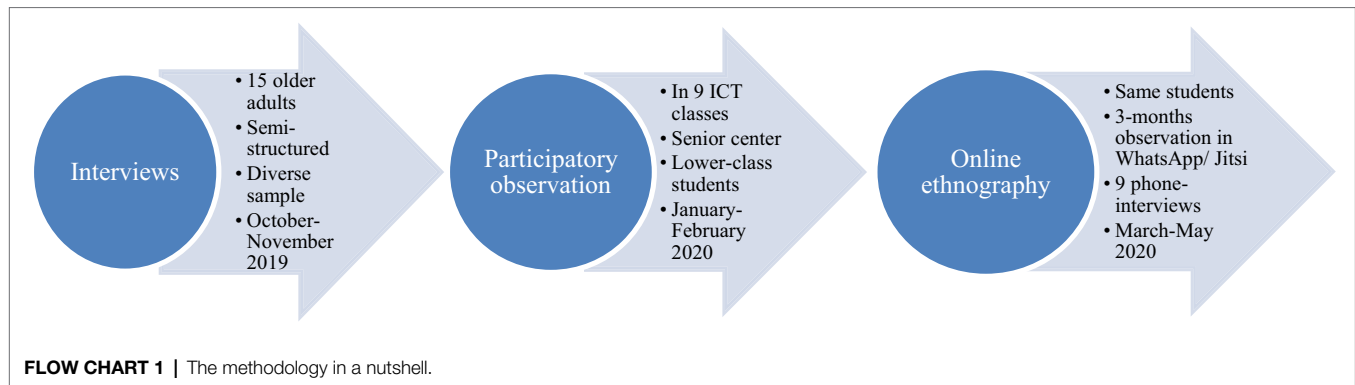 Interviews
• 15 older
adults
• Semi-
structured
• Diverse
sample
• October-
November
2019
Participatory
observation
• In 9 ICT
classes
• Senior center
• Lower-class
students
• January-
February
2020
Online
ethnography
• Same students
• 3-months
observation in
WhatsApp/ Jitsi
• 9 phone-
interviews
• March-May
2020
FLOW CHART 1 | The methodology in a nutshell.